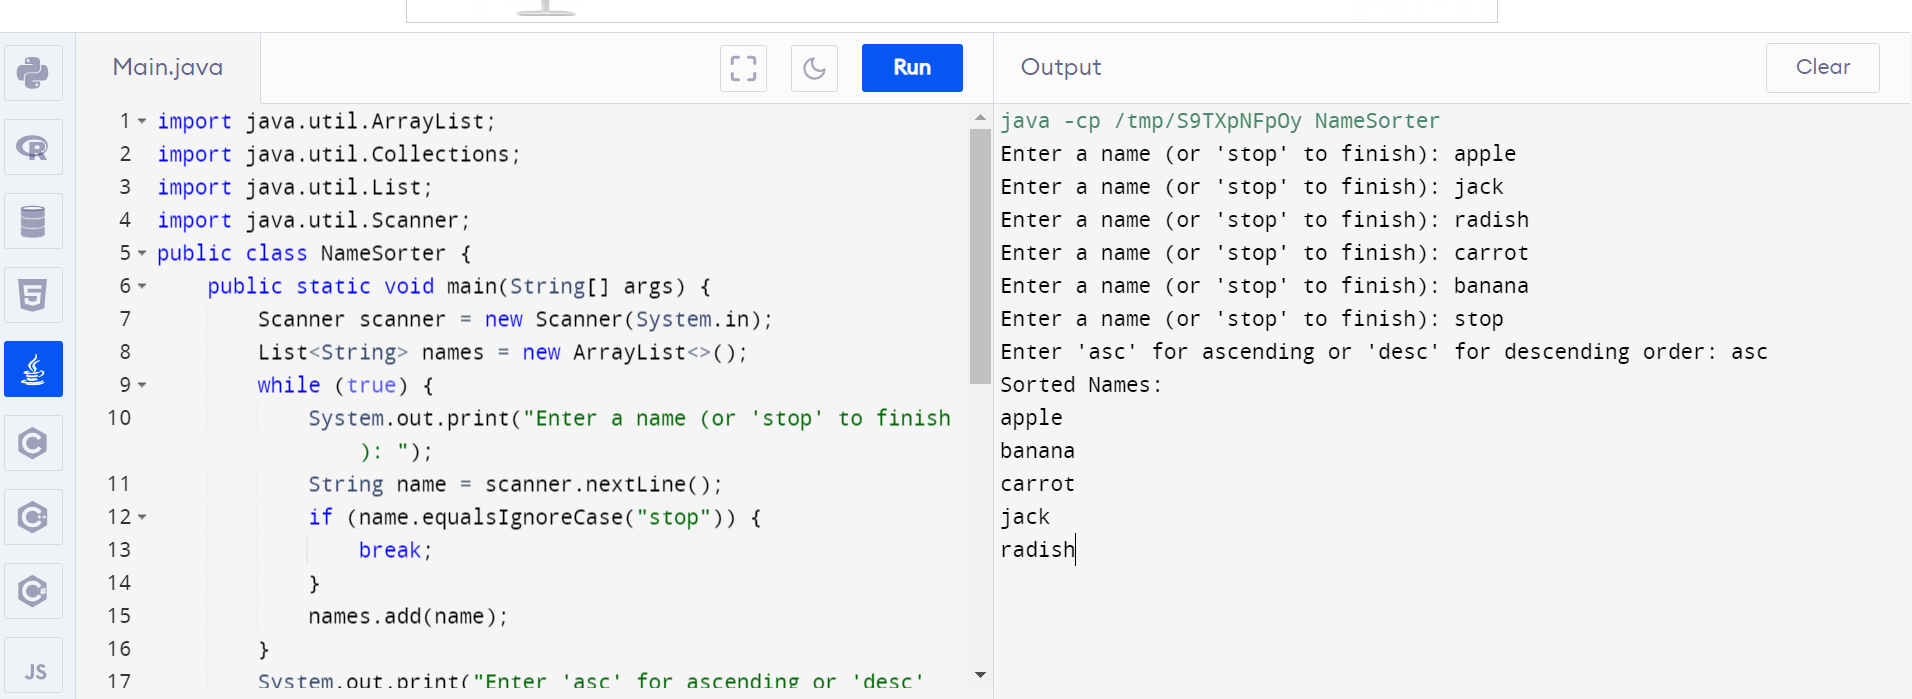 Main.java
Run
1 import java.util.ArrayList;
2 import java.util.Collections;
3 import java.util.List;
4 import java.util.Scanner;
5 public class NameSorter {
6 public static void main(String[] args) {
7 Scanner scanner = new Scanner(System.in);
8 List<String> names = new ArrayList<>();
9 while (true) {
10 System.out.print("Enter a name (or 'stop' to finish
): ");
11 String name = scanner.nextLine();
12 if (name.equalsIgnoreCase("stop")) {
13 break;
14 }
15 names.add(name);
16 }
17 System.out.print("Enter 'asc' for ascending or 'desc'
Output
Clear
java -cp /tmp/S9TXpNFpOy NameSorter
Enter a name (or 'stop' to finish): apple
Enter a name (or 'stop' to finish): jack
Enter a name (or 'stop' to finish): radish
Enter a name (or 'stop' to finish): carrot
Enter a name (or 'stop' to finish): banana
Enter a name (or 'stop' to finish): stop
Enter 'asc' for ascending or 'desc' for descending order: asc
Sorted Names:
apple
banana
carrot
jack
radish
R
5
C
C+
C#
JS